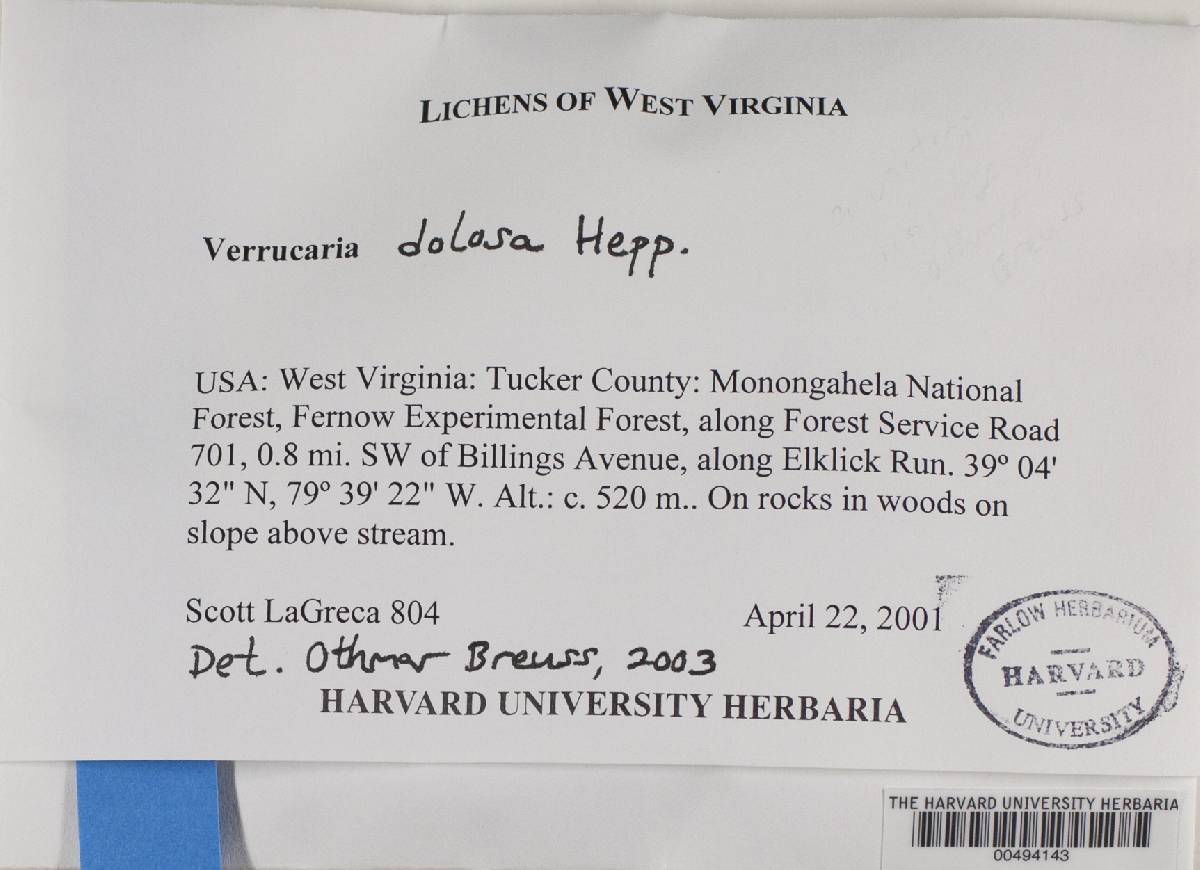 LICHENS OF WEST VIRGINIA
Verrucaria dolosa Hepp.
USA: West Virginia: Tucker County: Monongahela National
Forest, Fernow Experimental Forest, along Forest Service Road
701, 0.8 mi. SW of Billings Avenue, along Elklick Run. 39º 04'
32" N, 79º 39' 22" W. Alt.: c. 520 m.. On rocks in woods on
slope above stream.
Scott LaGreca 804 April 22, 2001
Det. Othmar Breuss, 2003
HARVARD UNIVERSITY HERBARIA
FARLOW HERBARIUM
HARVARD
UNIVERSITY
THE HARVARD UNIVERSITY HERBARIA
00494143